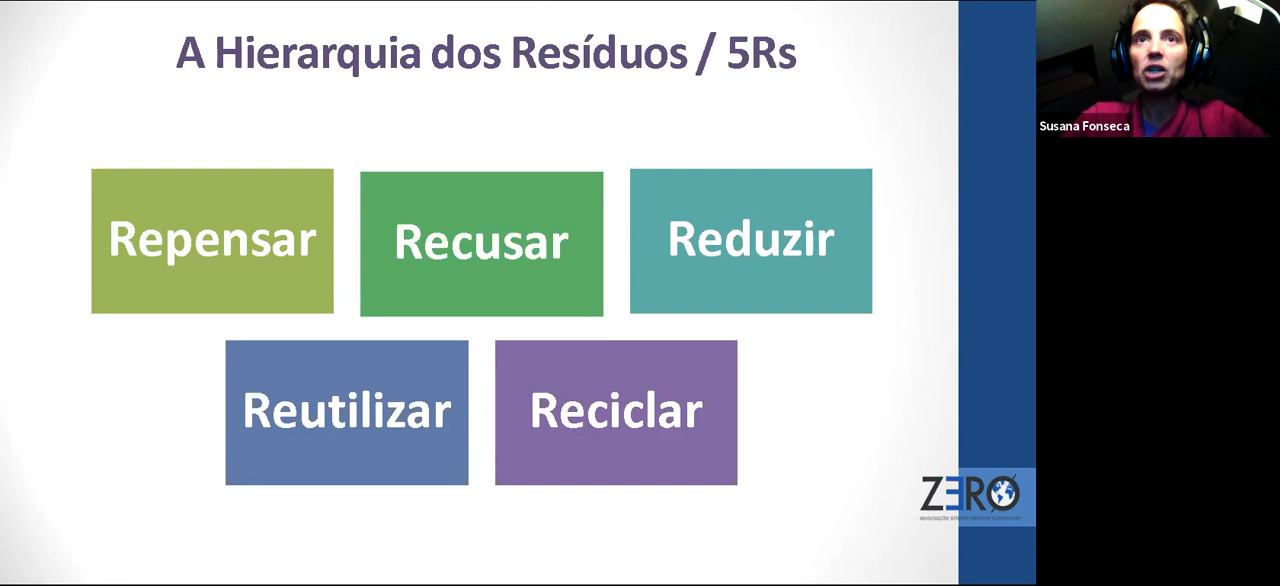 A Hierarquia dos Resíduos / 5Rs
Susana Fonseca
Repensar
Recusar
Reduzir
Reutilizar
Reciclar
ZERO